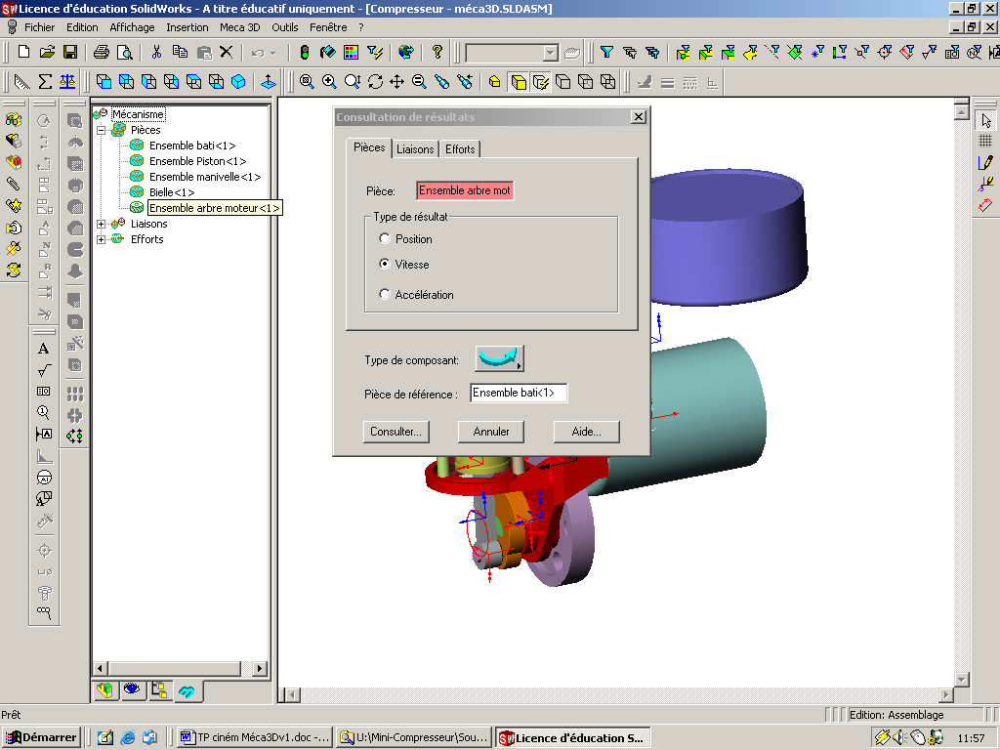 Licence d'éducation SolidWorks - A titre éducatif uniquement - [Compresseur - méca3D.SLDASM]
Fichier Edition Affichage Insertion Meca 3D Outils Fenêtre ?
Mécanisme
Pièces
Ensemble bati<1>
Ensemble Piston<1>
Ensemble manivelle<1>
Bielle<1>
Ensemble arbre moteur<1>
Liaisons
Efforts
Consultation de résultats
Pièces Liaisons Efforts
Pièce: Ensemble arbre mot
Type de résultat
Position
Vitesse
Accélération
Type de composant:
Pièce de référence : Ensemble bati<1>
Consulter... Annuler Aide...
Prêt
Edition: Assemblage
Démarrer
TP ciném Méca3Dv1.doc -...
U:\Mini-Compresseur\Sou...
Licence d'éducation S...
11:57